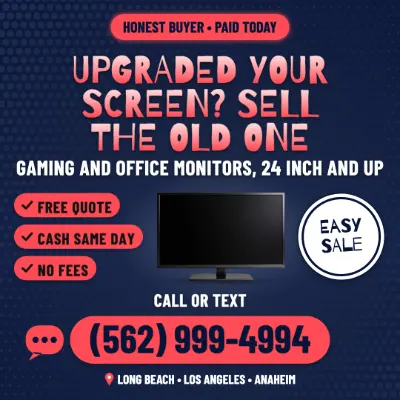 HONEST BUYER • PAID TODAY
UPGRADED YOUR
SCREEN? SELL
THE OLD ONE
GAMING AND OFFICE MONITORS, 24 INCH AND UP
FREE QUOTE
CASH SAME DAY
NO FEES
EASY
SALE
CALL OR TEXT
(562) 999-4994
LONG BEACH • LOS ANGELES • ANAHEIM